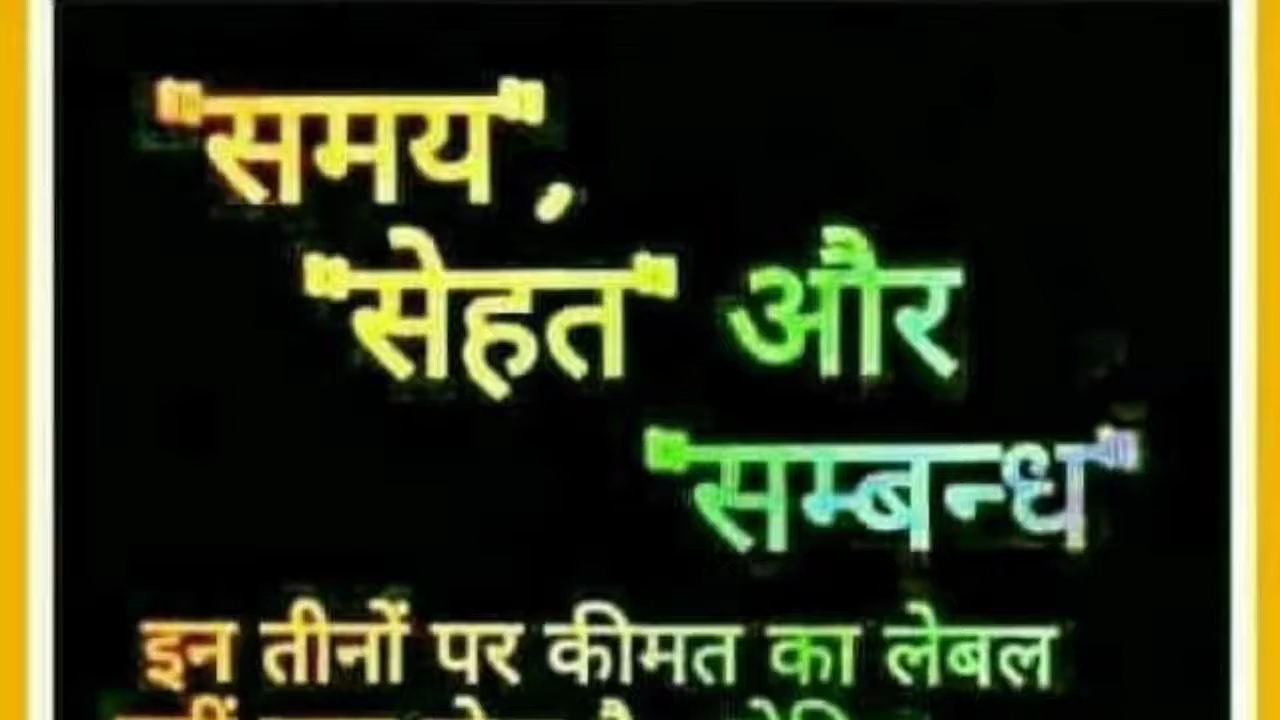 "समय",
"सेहत" और
"सम्बन्ध"
इन तीनों पर कीमत का लेबल